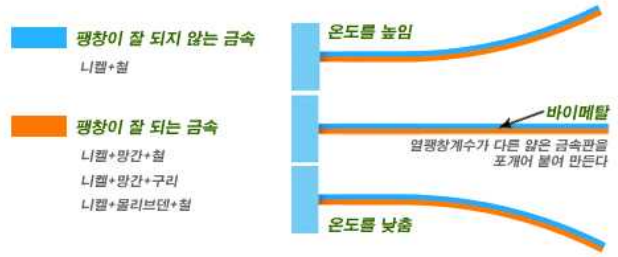 팽창이 잘 되지 않는 금속
니켈+철
팽창이 잘 되는 금속
니켈+망간+철
니켈+망간+구리
니켈+몰리브덴+철
온도를 높임
바이메탈
열팽창계수가 다른 얇은 금속판을
포개어 붙여 만든다
온도를 낮춤